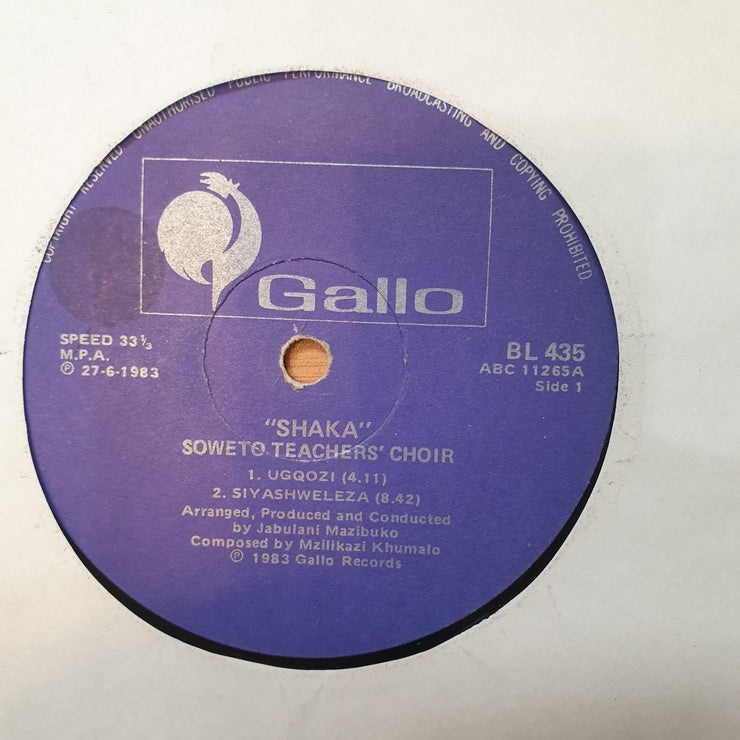 COPYRIGHT RESERVED UNAUTHORISED PUBLIC PERFORMANCE BROADCASTING AND COPYING PROHIBITED
Gallo
SPEED 33⅓
M.P.A.
℗ 27-6-1983
BL 435
ABC 11265A
Side 1
"SHAKA"
SOWETO TEACHERS' CHOIR
1. UGQOZI (4.11)
2. SIYASHWELEZA (8.42)
Arranged, Produced and Conducted
by Jabulani Mazibuko
Composed by Mzilikazi Khumalo
℗ 1983 Gallo Records